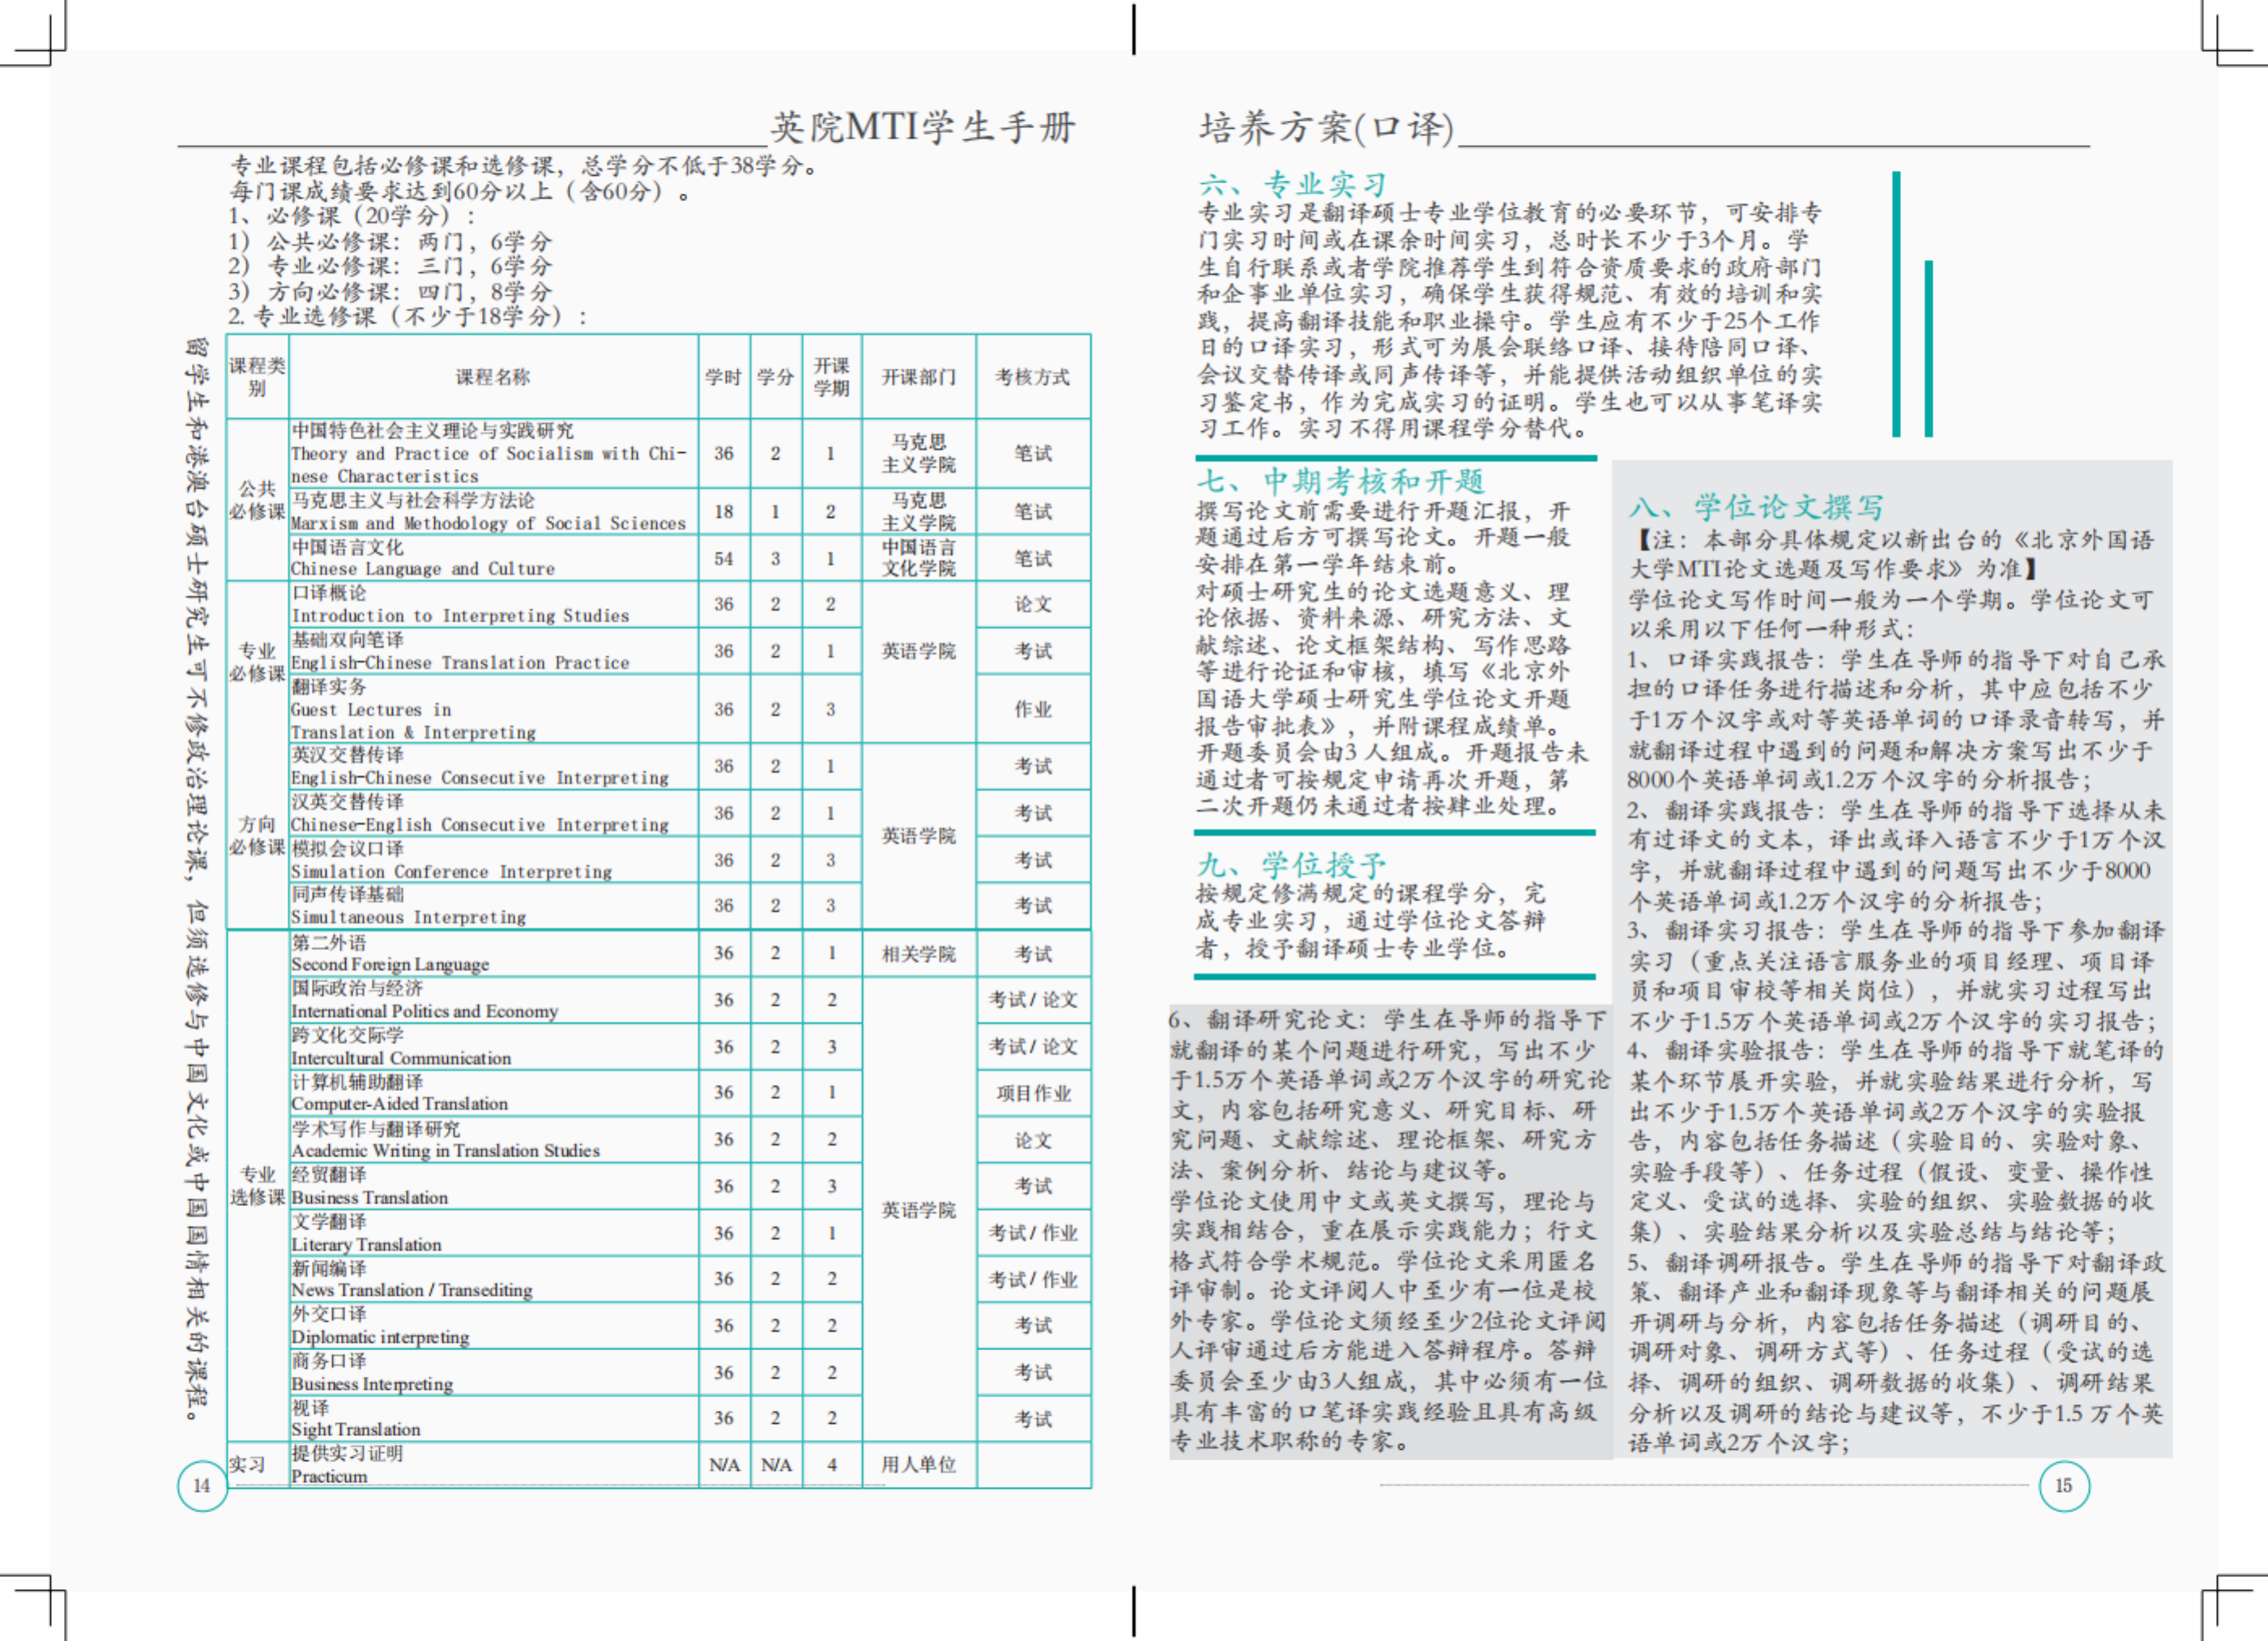 英院MTI学生手册
专业课程包括必修课和选修课，总学分不低于38学分。
每门课成绩要求达到60分以上（含60分）。
1、必修课（20学分）：
1）公共必修课：两门，6学分
2）专业必修课：三门，6学分
3）方向必修课：四门，8学分
2. 专业选修课（不少于18学分）：
留学生和港澳台硕士研究生可不修政治理论课，但须选修与中国文化或中国国情相关的课程。
课程类别 课程名称 学时 学分 开课学期 开课部门 考核方式
公共必修课
中国特色社会主义理论与实践研究
Theory and Practice of Socialism with Chi-
nese Characteristics
36 2 1 马克思主义学院 笔试
马克思主义与社会科学方法论
Marxism and Methodology of Social Sciences
18 1 2 马克思主义学院 笔试
中国语言文化
Chinese Language and Culture
54 3 1 中国语言文化学院 笔试
专业必修课
口译概论
Introduction to Interpreting Studies
36 2 2 英语学院 论文
基础双向笔译
English-Chinese Translation Practice
36 2 1 考试
翻译实务
Guest Lectures in
Translation & Interpreting
36 2 3 作业
方向必修课
英汉交替传译
English-Chinese Consecutive Interpreting
36 2 1 英语学院 考试
汉英交替传译
Chinese-English Consecutive Interpreting
36 2 1 考试
模拟会议口译
Simulation Conference Interpreting
36 2 3 考试
同声传译基础
Simultaneous Interpreting
36 2 3 考试
专业选修课
第二外语
Second Foreign Language
36 2 1 相关学院 考试
国际政治与经济
International Politics and Economy
36 2 2 英语学院 考试 / 论文
跨文化交际学
Intercultural Communication
36 2 3 考试 / 论文
计算机辅助翻译
Computer-Aided Translation
36 2 1 项目作业
学术写作与翻译研究
Academic Writing in Translation Studies
36 2 2 论文
经贸翻译
Business Translation
36 2 3 考试
文学翻译
Literary Translation
36 2 1 考试 / 作业
新闻编译
News Translation / Transediting
36 2 2 考试 / 作业
外交口译
Diplomatic interpreting
36 2 2 考试
商务口译
Business Interpreting
36 2 2 考试
视译
Sight Translation
36 2 2 考试
实习
提供实习证明
Practicum
N/A N/A 4 用人单位
14
培养方案(口译)
六、专业实习
专业实习是翻译硕士专业学位教育的必要环节，可安排专
门实习时间或在课余时间实习，总时长不少于3个月。学
生自行联系或者学院推荐学生到符合资质要求的政府部门
和企事业单位实习，确保学生获得规范、有效的培训和实
践，提高翻译技能和职业操守。学生应有不少于25个工作
日的口译实习，形式可为展会联络口译、接待陪同口译、
会议交替传译或同声传译等，并能提供活动组织单位的实
习鉴定书，作为完成实习的证明。学生也可以从事笔译实
习工作。实习不得用课程学分替代。
七、中期考核和开题
撰写论文前需要进行开题汇报，开
题通过后方可撰写论文。开题一般
安排在第一学年结束前。
对硕士研究生的论文选题意义、理
论依据、资料来源、研究方法、文
献综述、论文框架结构、写作思路
等进行论证和审核，填写《北京外
国语大学硕士研究生学位论文开题
报告审批表》，并附课程成绩单。
开题委员会由3 人组成。开题报告未
通过者可按规定申请再次开题，第
二次开题仍未通过者按肄业处理。
八、学位论文撰写
【注：本部分具体规定以新出台的《北京外国语
大学MTI论文选题及写作要求》为准】
学位论文写作时间一般为一个学期。学位论文可
以采用以下任何一种形式：
1、口译实践报告：学生在导师的指导下对自己承
担的口译任务进行描述和分析，其中应包括不少
于1万个汉字或对等英语单词的口译录音转写，并
就翻译过程中遇到的问题和解决方案写出不少于
8000个英语单词或1.2万个汉字的分析报告；
2、翻译实践报告：学生在导师的指导下选择从未
有过译文的文本，译出或译入语言不少于1万个汉
字，并就翻译过程中遇到的问题写出不少于8000
个英语单词或1.2万个汉字的分析报告；
3、翻译实习报告：学生在导师的指导下参加翻译
实习（重点关注语言服务业的项目经理、项目译
员和项目审校等相关岗位），并就实习过程写出
不少于1.5万个英语单词或2万个汉字的实习报告；
4、翻译实验报告：学生在导师的指导下就笔译的
某个环节展开实验，并就实验结果进行分析，写
出不少于1.5万个英语单词或2万个汉字的实验报
告，内容包括任务描述（实验目的、实验对象、
实验手段等）、任务过程（假设、变量、操作性
定义、受试的选择、实验的组织、实验数据的收
集）、实验结果分析以及实验总结与结论等；
5、翻译调研报告。学生在导师的指导下对翻译政
策、翻译产业和翻译现象等与翻译相关的问题展
开调研与分析，内容包括任务描述（调研目的、
调研对象、调研方式等）、任务过程（受试的选
择、调研的组织、调研数据的收集）、调研结果
分析以及调研的结论与建议等，不少于1.5 万个英
语单词或2万个汉字；
6、翻译研究论文：学生在导师的指导下
就翻译的某个问题进行研究，写出不少
于1.5万个英语单词或2万个汉字的研究论
文，内容包括研究意义、研究目标、研
究问题、文献综述、理论框架、研究方
法、案例分析、结论与建议等。
学位论文使用中文或英文撰写，理论与
实践相结合，重在展示实践能力；行文
格式符合学术规范。学位论文采用匿名
评审制。论文评阅人中至少有一位是校
外专家。学位论文须经至少2位论文评阅
人评审通过后方能进入答辩程序。答辩
委员会至少由3人组成，其中必须有一位
具有丰富的口笔译实践经验且具有高级
专业技术职称的专家。
九、学位授予
按规定修满规定的课程学分，完
成专业实习，通过学位论文答辩
者，授予翻译硕士专业学位。
15